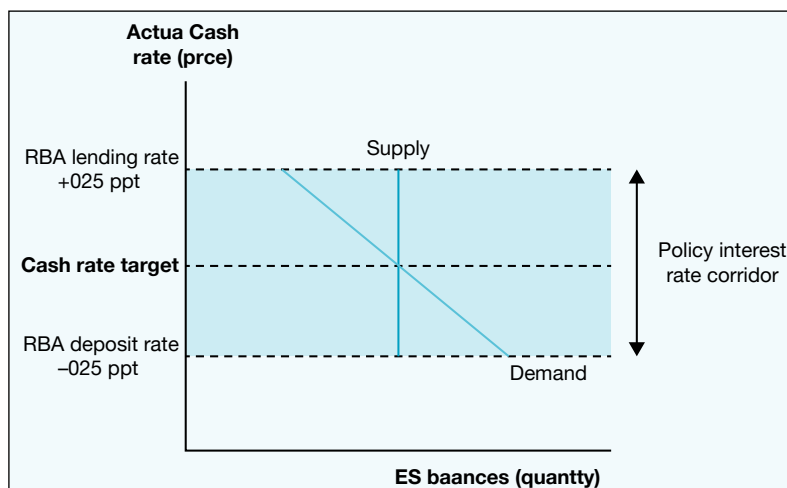 Actua Cash
rate (prce)
RBA lending rate
+025 ppt
Supply
Cash rate target
Policy interest
rate corridor
RBA deposit rate
–025 ppt
Demand
ES baances (quantty)